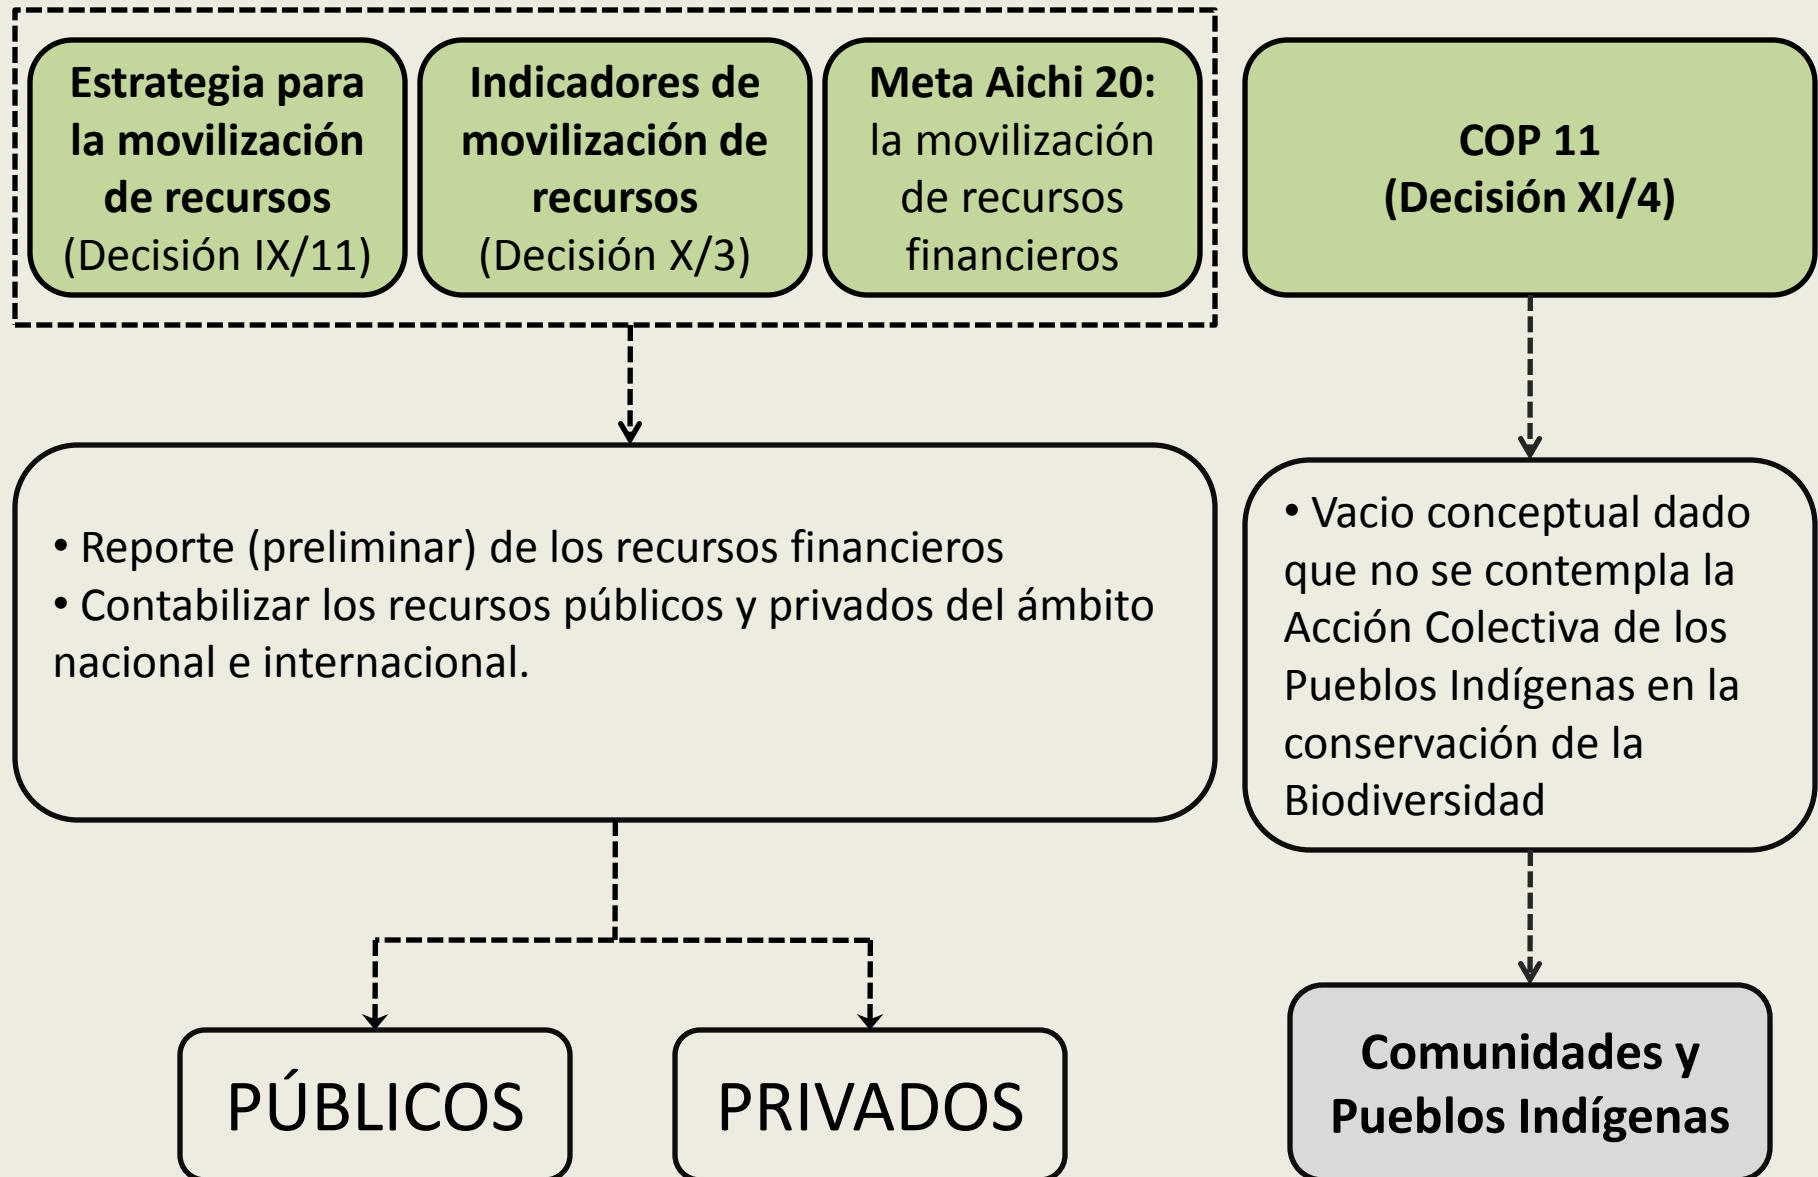 Estrategia para
la movilización
de recursos
(Decisión IX/11)
Indicadores de
movilización de
recursos
(Decisión X/3)
Meta Aichi 20:
la movilización
de recursos
financieros
COP 11
(Decisión XI/4)
• Reporte (preliminar) de los recursos financieros
• Contabilizar los recursos públicos y privados del ámbito
nacional e internacional.
• Vacio conceptual dado
que no se contempla la
Acción Colectiva de los
Pueblos Indígenas en la
conservación de la
Biodiversidad
PÚBLICOS
PRIVADOS
Comunidades y
Pueblos Indígenas